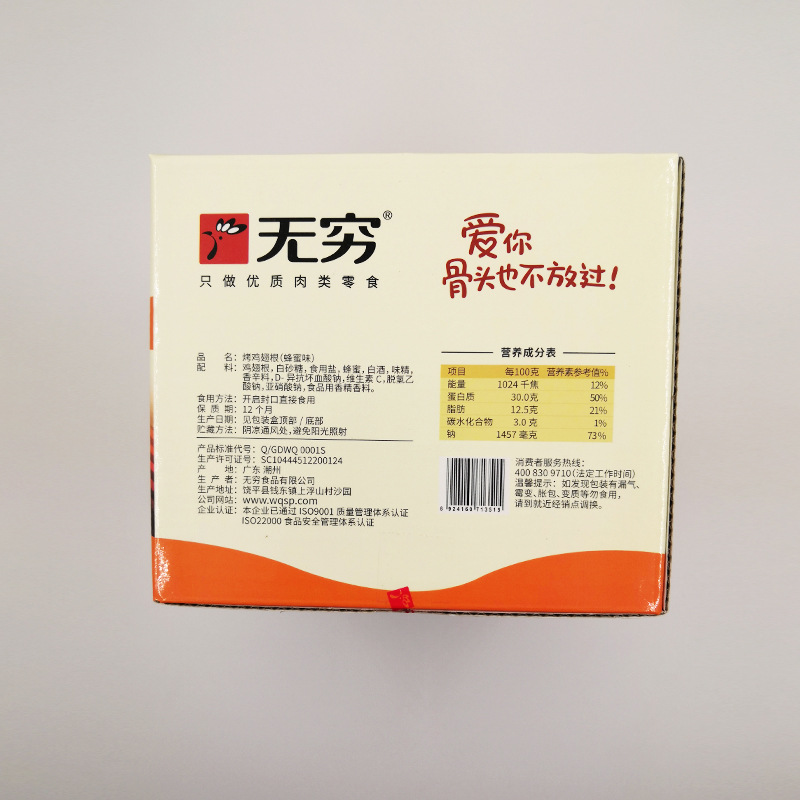 无穷®
只做优质肉类零食
爱你
骨头也不放过！
品 名：烤鸡翅根(蜂蜜味)
配 料：鸡翅根，白砂糖，食用盐，蜂蜜，白酒，味精，
香辛料，D-异抗坏血酸钠，维生素C，脱氢乙
酸钠，亚硝酸钠，食品用香精香料。
食用方法：开启封口直接食用
保 质 期：12个月
生产日期：见包装盒顶部/底部
贮藏方法：阴凉通风处，避免阳光照射
产品标准代号：Q/GDWQ 0001S
生产许可证号：SC10444512200124
产 地：广东 潮州
生 产 者：无穷食品有限公司
生产地址：饶平县钱东镇上浮山村沙园
公司网站：www.wqsp.com
企业认证：本企业已通过 ISO9001 质量管理体系认证
ISO22000 食品安全管理体系认证
营养成分表
项目 每100克 营养素参考值%
能量 1024 千焦 12%
蛋白质 30.0 克 50%
脂肪 12.5 克 21%
碳水化合物 3.0 克 1%
钠 1457 毫克 73%
消费者服务热线：
400 830 9710(法定工作时间)
温馨提示：如发现包装有漏气、
霉变、胀包、变质等勿食用，
请到就近经销点调换。
6 924160 713515